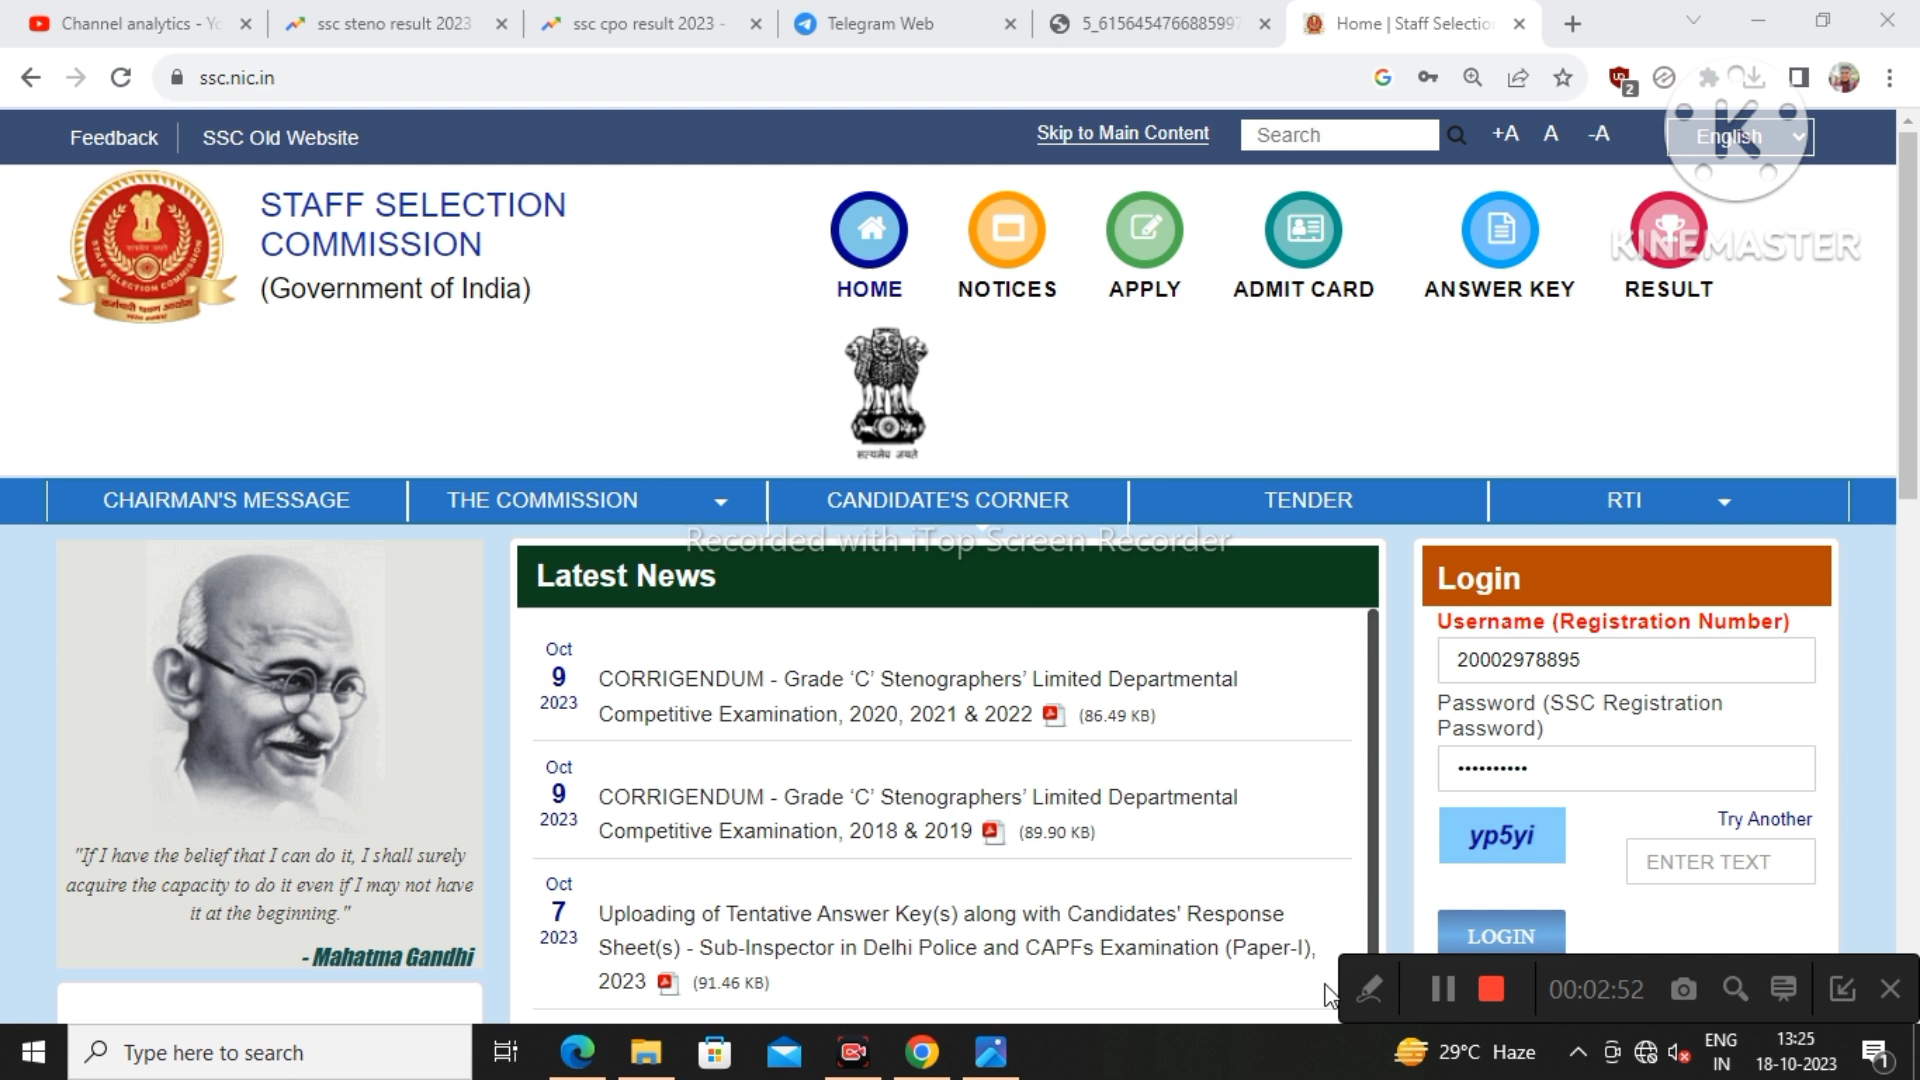 Channel analytics - Yo
ssc steno result 2023
ssc cpo result 2023 -
Telegram Web
5_6156454766885997
Home | Staff Selectio
ssc.nic.in
2
Feedback
SSC Old Website
Skip to Main Content
Search
+A
A
-A
English
K
KINEMASTER
STAFF SELECTION
COMMISSION
(Government of India)
HOME
NOTICES
APPLY
ADMIT CARD
ANSWER KEY
RESULT
सत्यमेव जयते
CHAIRMAN'S MESSAGE
THE COMMISSION
CANDIDATE'S CORNER
TENDER
RTI
Recorded with iTop Screen Recorder
"If I have the belief that I can do it, I shall surely
acquire the capacity to do it even if I may not have
it at the beginning."
- Mahatma Gandhi
Latest News
Oct
9
2023
CORRIGENDUM - Grade ‘C’ Stenographers’ Limited Departmental
Competitive Examination, 2020, 2021 & 2022 (86.49 KB)
Oct
9
2023
CORRIGENDUM - Grade ‘C’ Stenographers’ Limited Departmental
Competitive Examination, 2018 & 2019 (89.90 KB)
Oct
7
2023
Uploading of Tentative Answer Key(s) along with Candidates' Response
Sheet(s) - Sub-Inspector in Delhi Police and CAPFs Examination (Paper-I),
2023 (91.46 KB)
Login
Username (Registration Number)
20002978895
Password (SSC Registration
Password)
••••••••••
yp5yi
Try Another
ENTER TEXT
LOGIN
00:02:52
Type here to search
29°C Haze
ENG
IN
13:25
18-10-2023
1